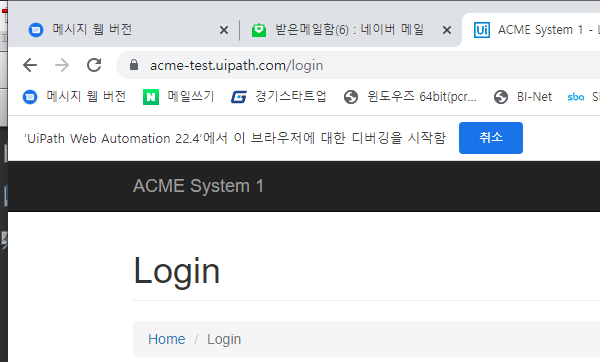 메시지 웹 버전
받은메일함(6) : 네이버 메일
ACME System 1 -
acme-test.uipath.com/login
메시지 웹 버전
메일쓰기
경기스타트업
윈도우즈 64bit(pcr...
BI-Net
sba
'UiPath Web Automation 22.4'에서 이 브라우저에 대한 디버깅을 시작함
취소
ACME System 1
Login
Home / Login